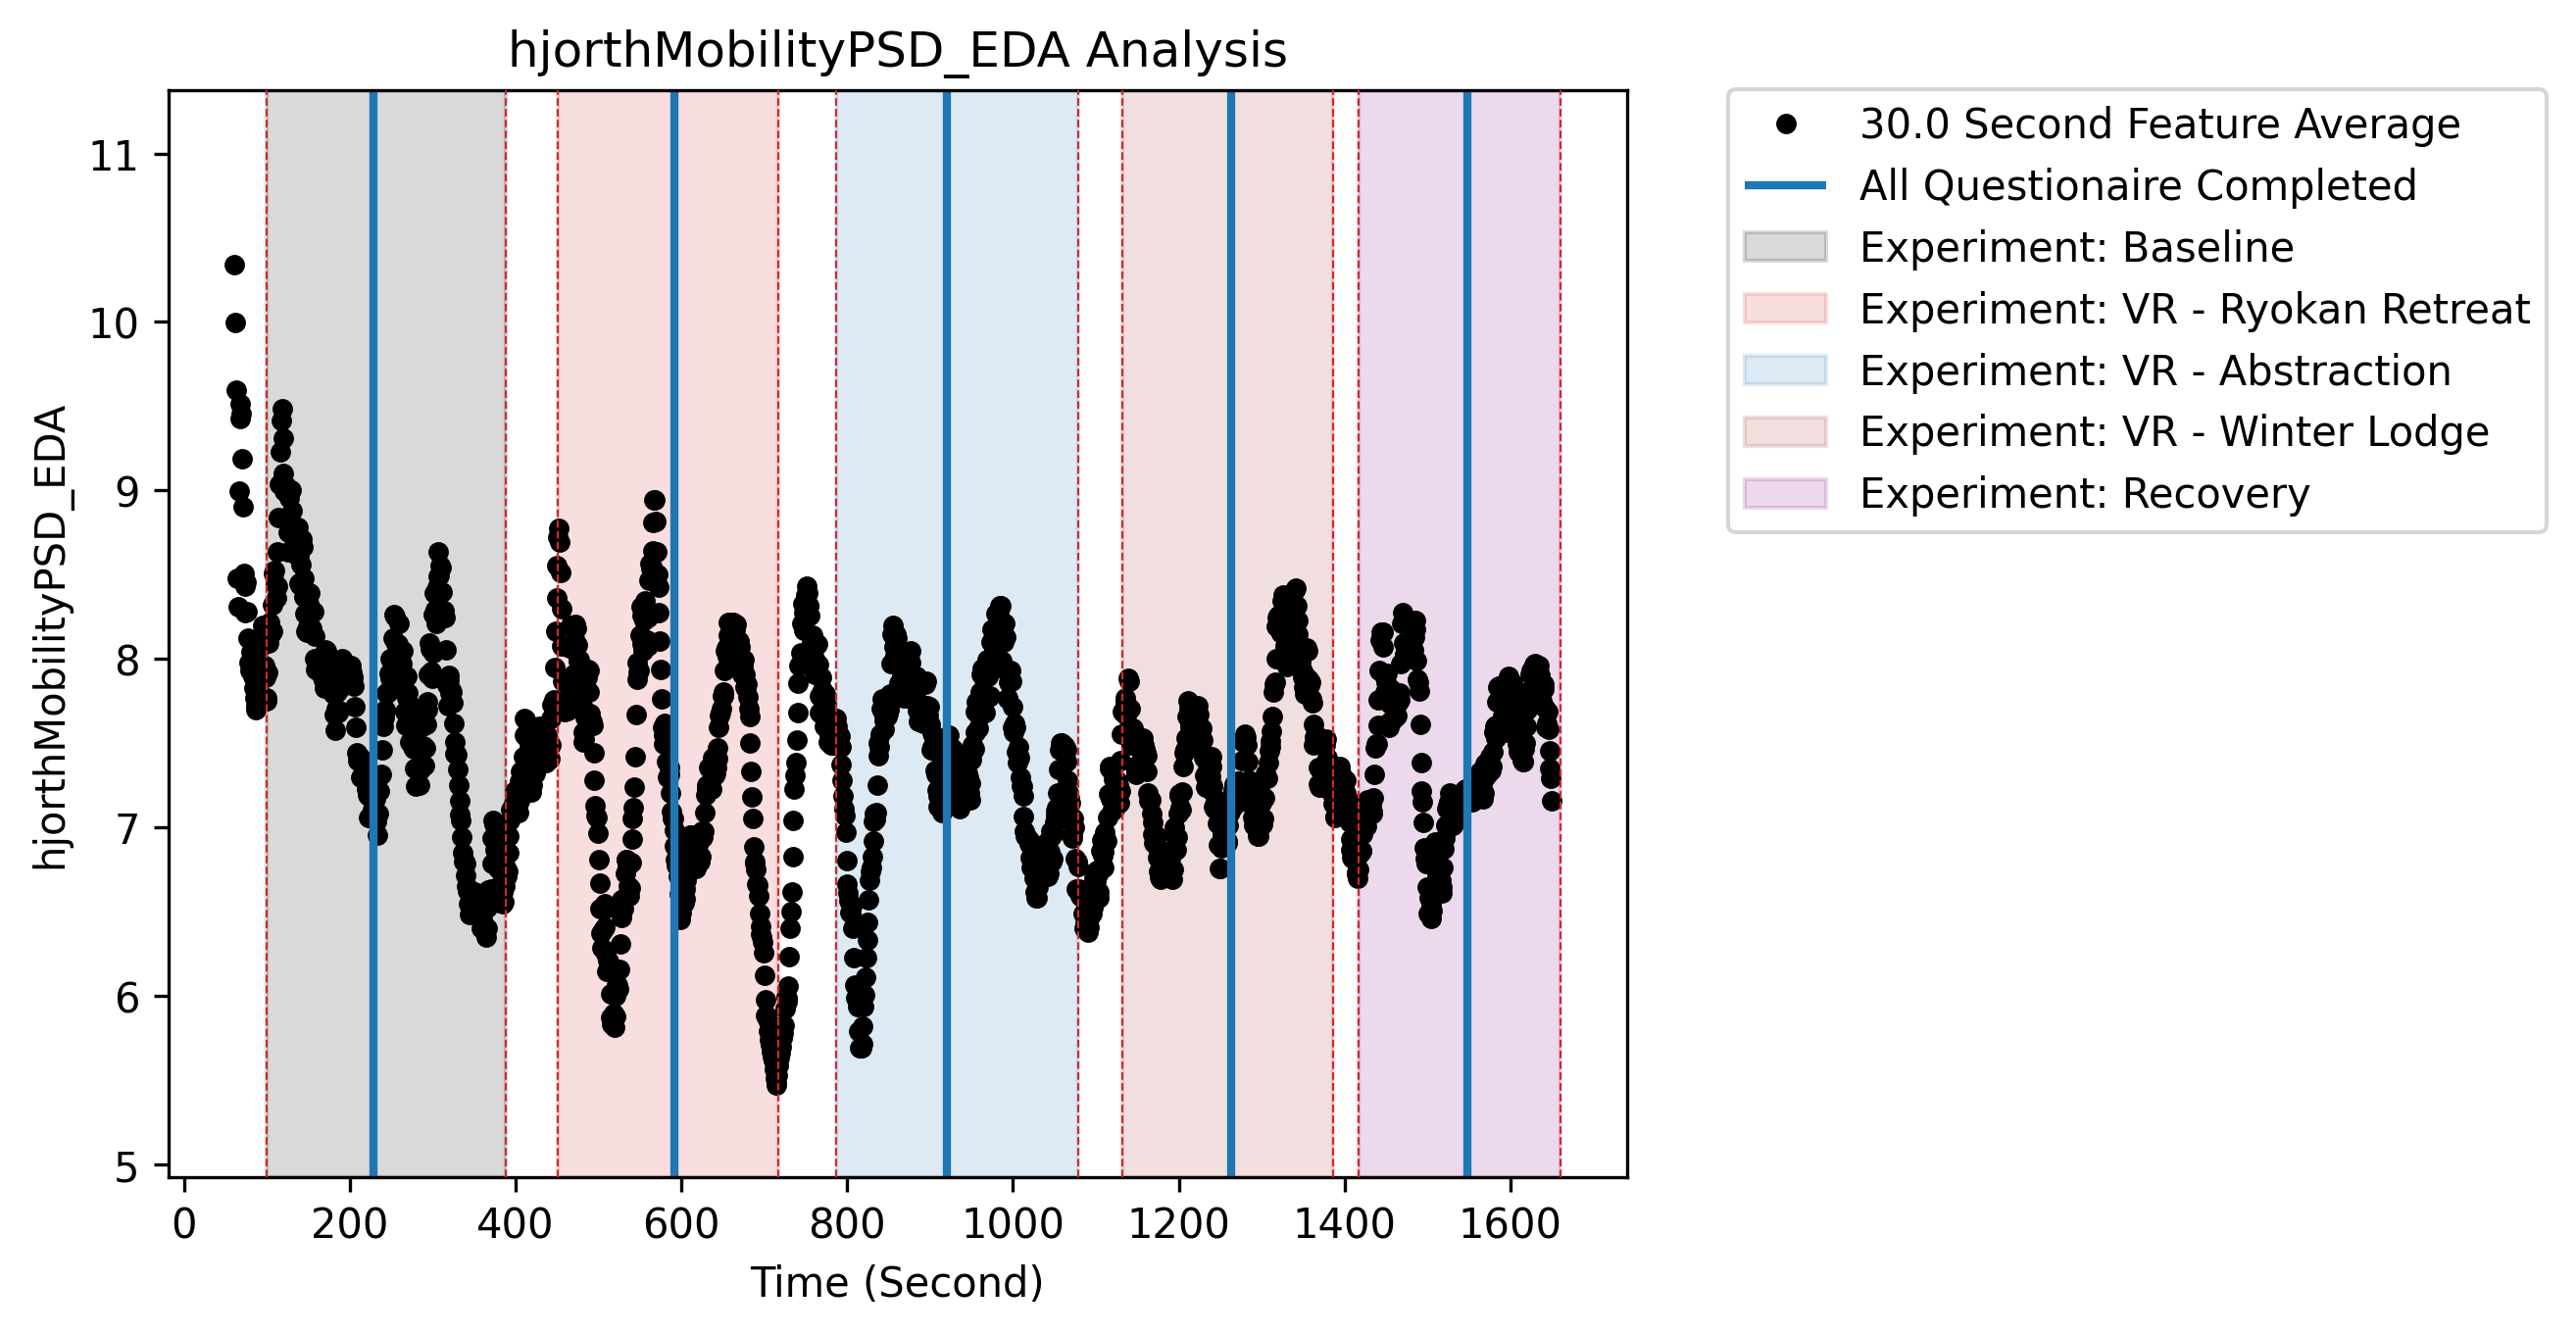 hjorthMobilityPSD_EDA Analysis
hjorthMobilityPSD_EDA
11
10
9
8
7
6
5
0 200 400 600 800 1000 1200 1400 1600
Time (Second)
30.0 Second Feature Average
All Questionaire Completed
Experiment: Baseline
Experiment: VR - Ryokan Retreat
Experiment: VR - Abstraction
Experiment: VR - Winter Lodge
Experiment: Recovery